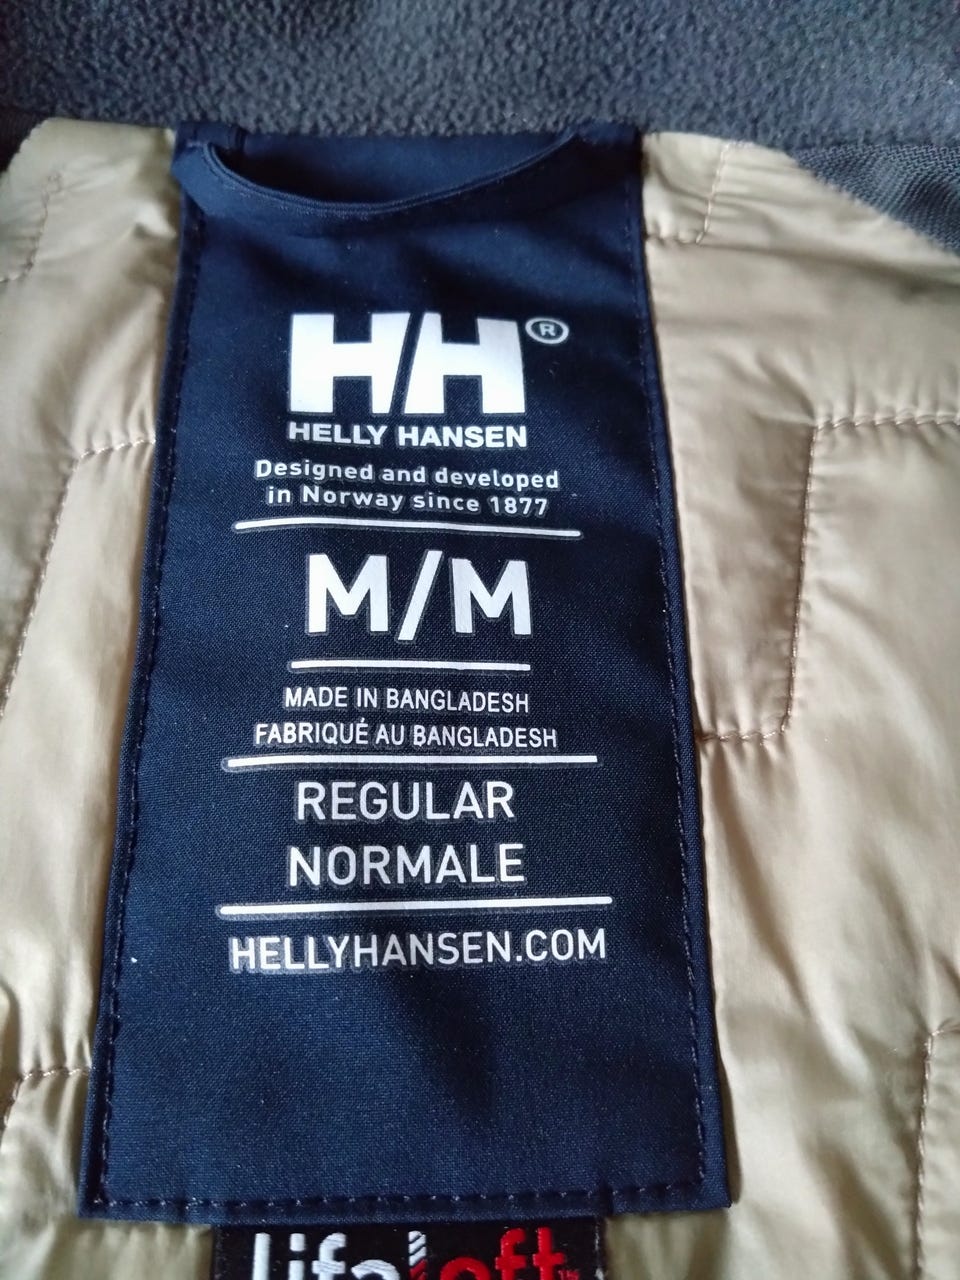 HH®
HELLY HANSEN
Designed and developed
in Norway since 1877
M/M
MADE IN BANGLADESH
FABRIQUÉ AU BANGLADESH
REGULAR
NORMALE
HELLYHANSEN.COM
lifaloft